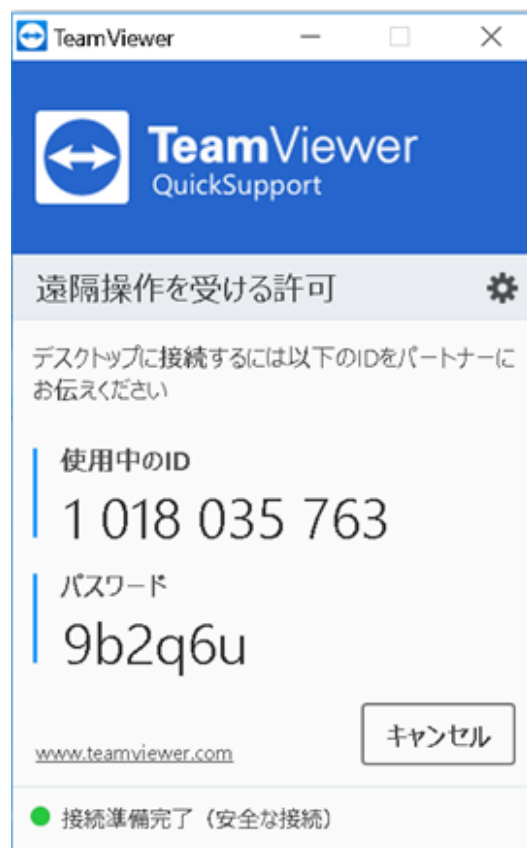 TeamViewer
TeamViewer
QuickSupport
遠隔操作を受ける許可
デスクトップに接続するには以下のIDをパートナーに
お伝えください
使用中のID
1 018 035 763
パスワード
9b2q6u
キャンセル
www.teamviewer.com
接続準備完了（安全な接続）